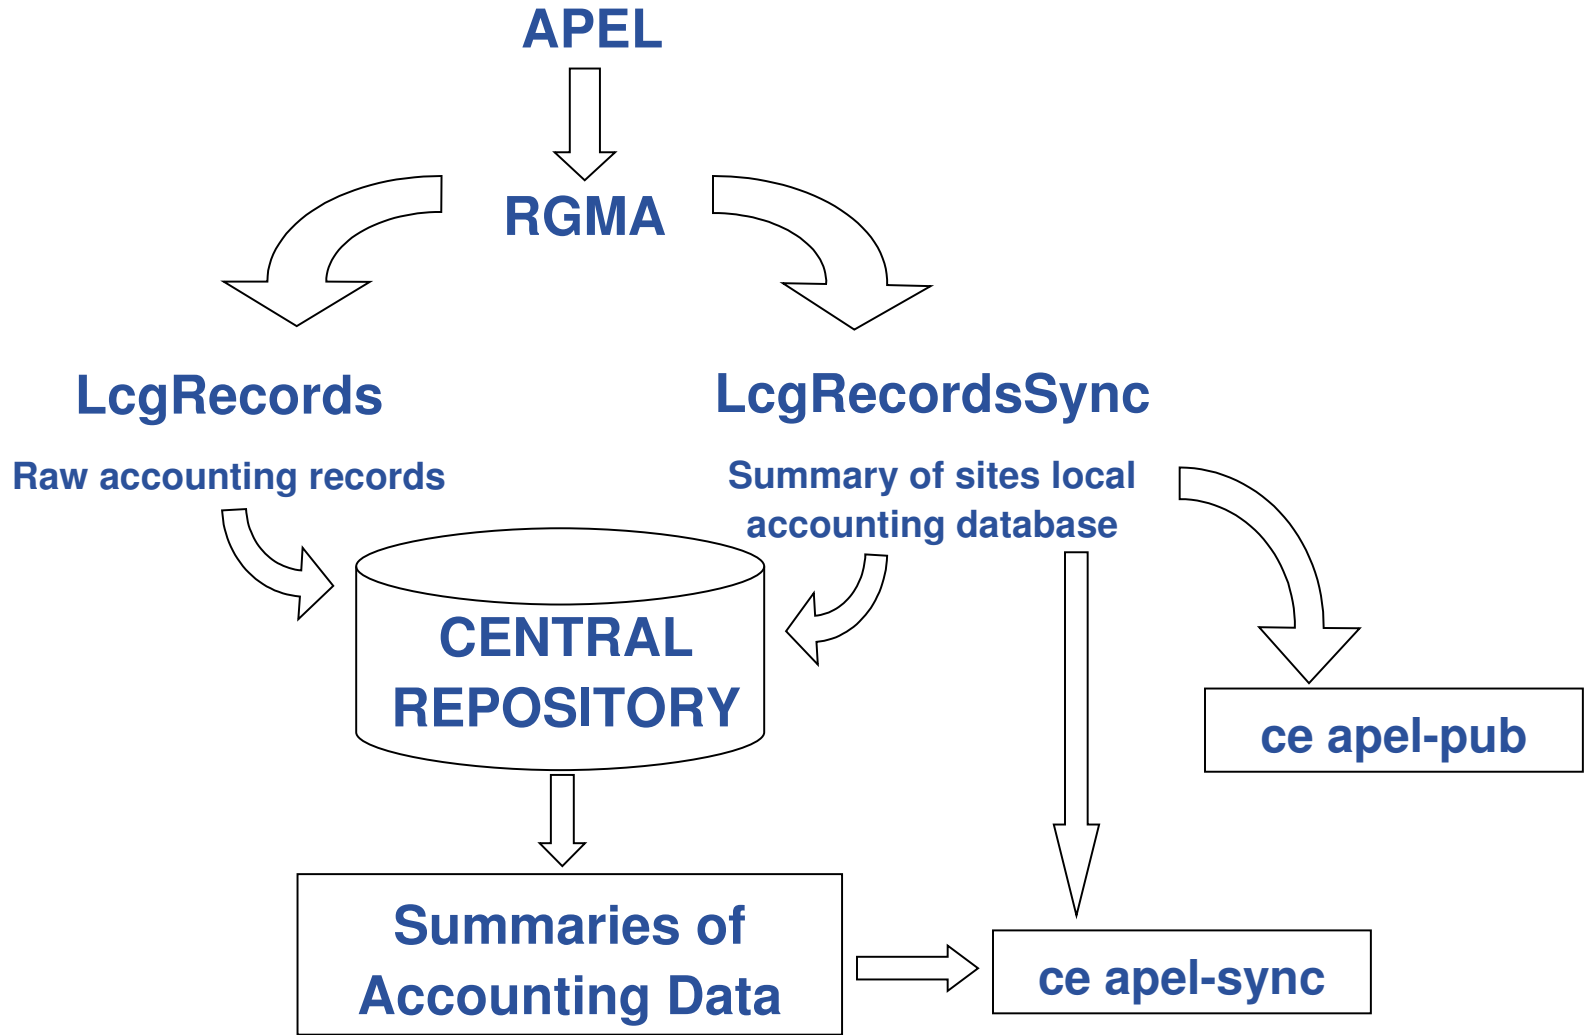 APEL
RGMA
LcgRecords
LcgRecordsSync
Raw accounting records
Summary of sites local
accounting database
CENTRAL
REPOSITORY
ce apel-pub
Summaries of
Accounting Data
ce apel-sync